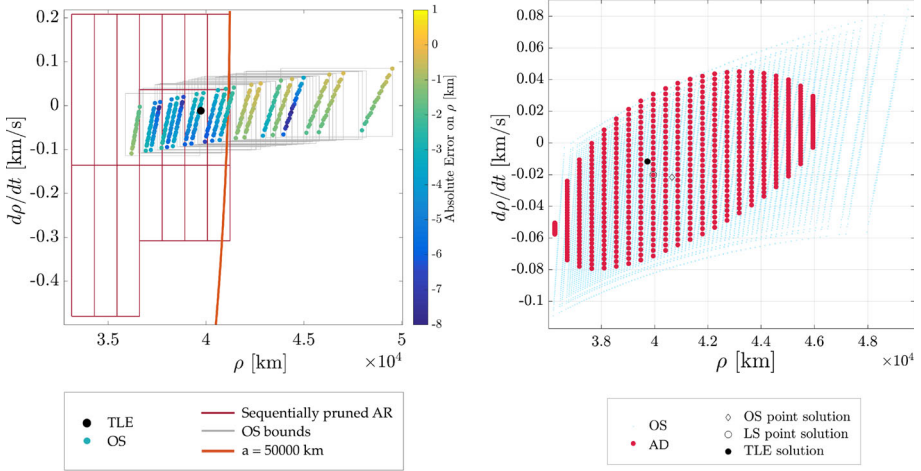 0.2
0.1
0
-0.1
-0.2
-0.3
-0.4
dρ/dt [km/s]
3.5
4
4.5
5
×10⁴
ρ [km]
1
0
-1
-2
-3
-4
-5
-6
-7
-8
Absolute Error on ρ [km]
TLE
OS
Sequentially pruned AR
OS bounds
a = 50000 km
0.08
0.06
0.04
0.02
0
-0.02
-0.04
-0.06
-0.08
-0.1
dρ/dt [km/s]
3.8
4
4.2
4.4
4.6
4.8
×10⁴
ρ [km]
OS
AD
OS point solution
LS point solution
TLE solution